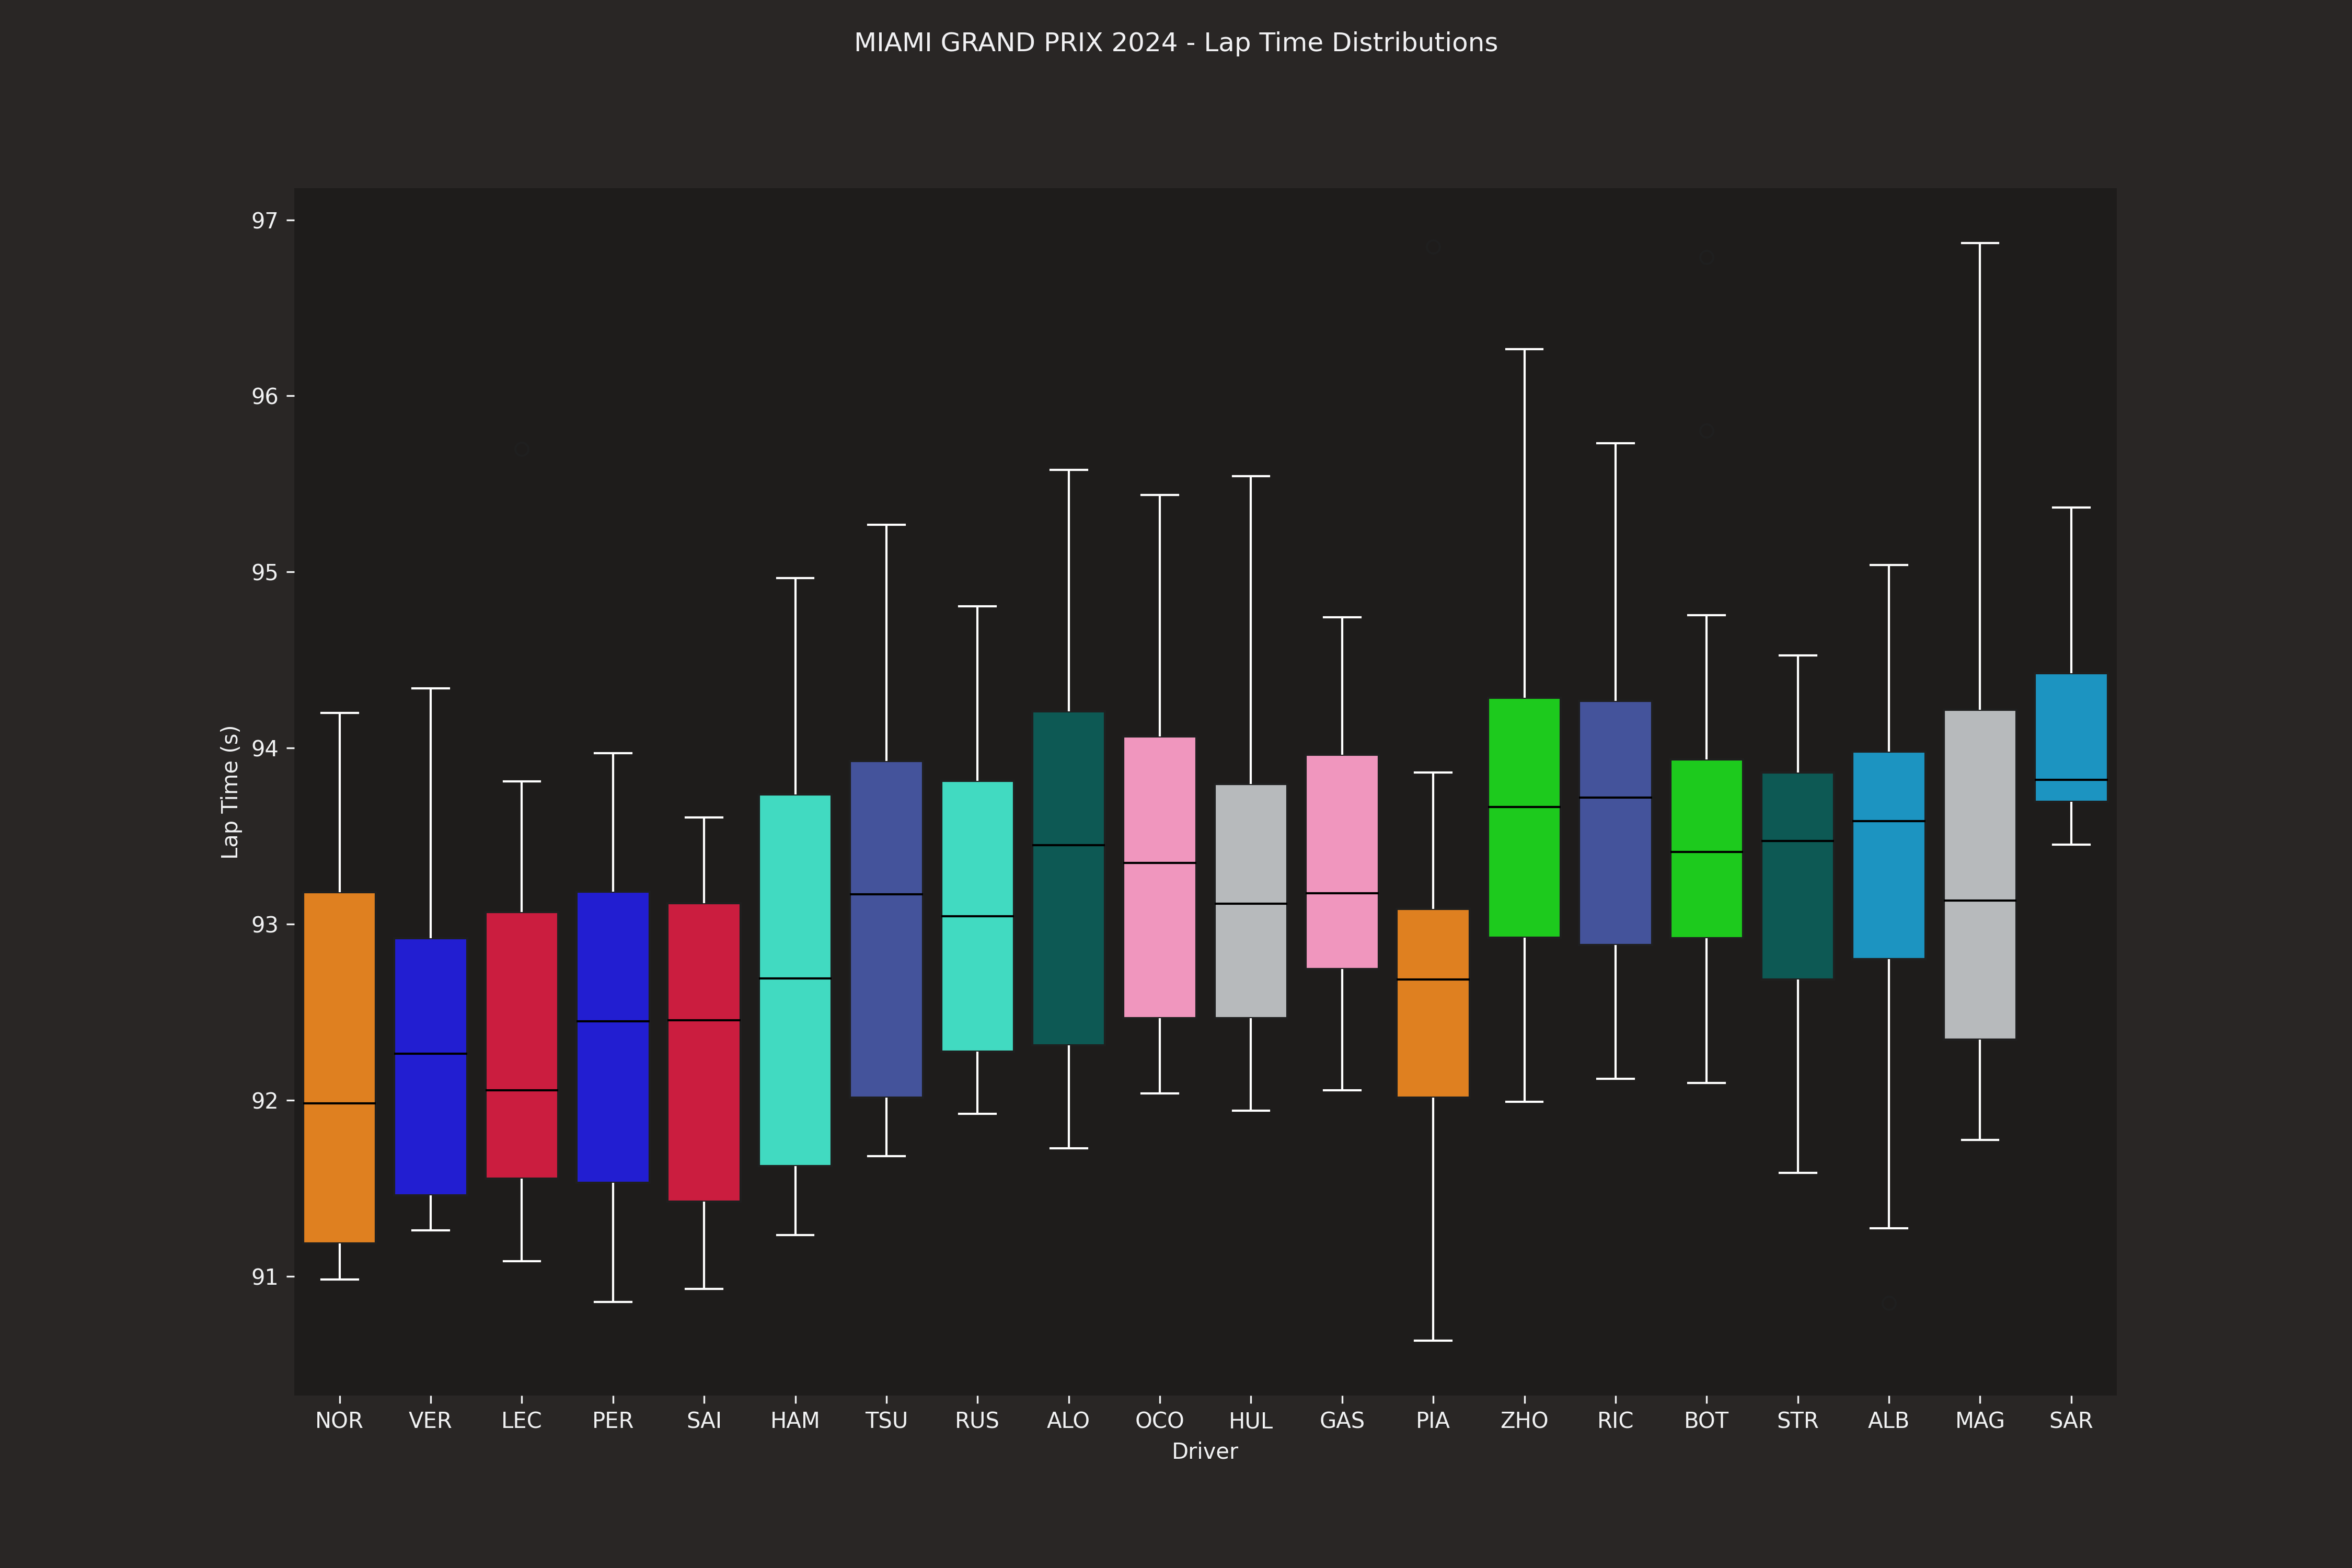 MIAMI GRAND PRIX 2024 - Lap Time Distributions
97
96
95
94
93
92
91
Lap Time (s)
NOR VER LEC PER SAI HAM TSU RUS ALO OCO HUL GAS PIA ZHO RIC BOT STR ALB MAG SAR
Driver